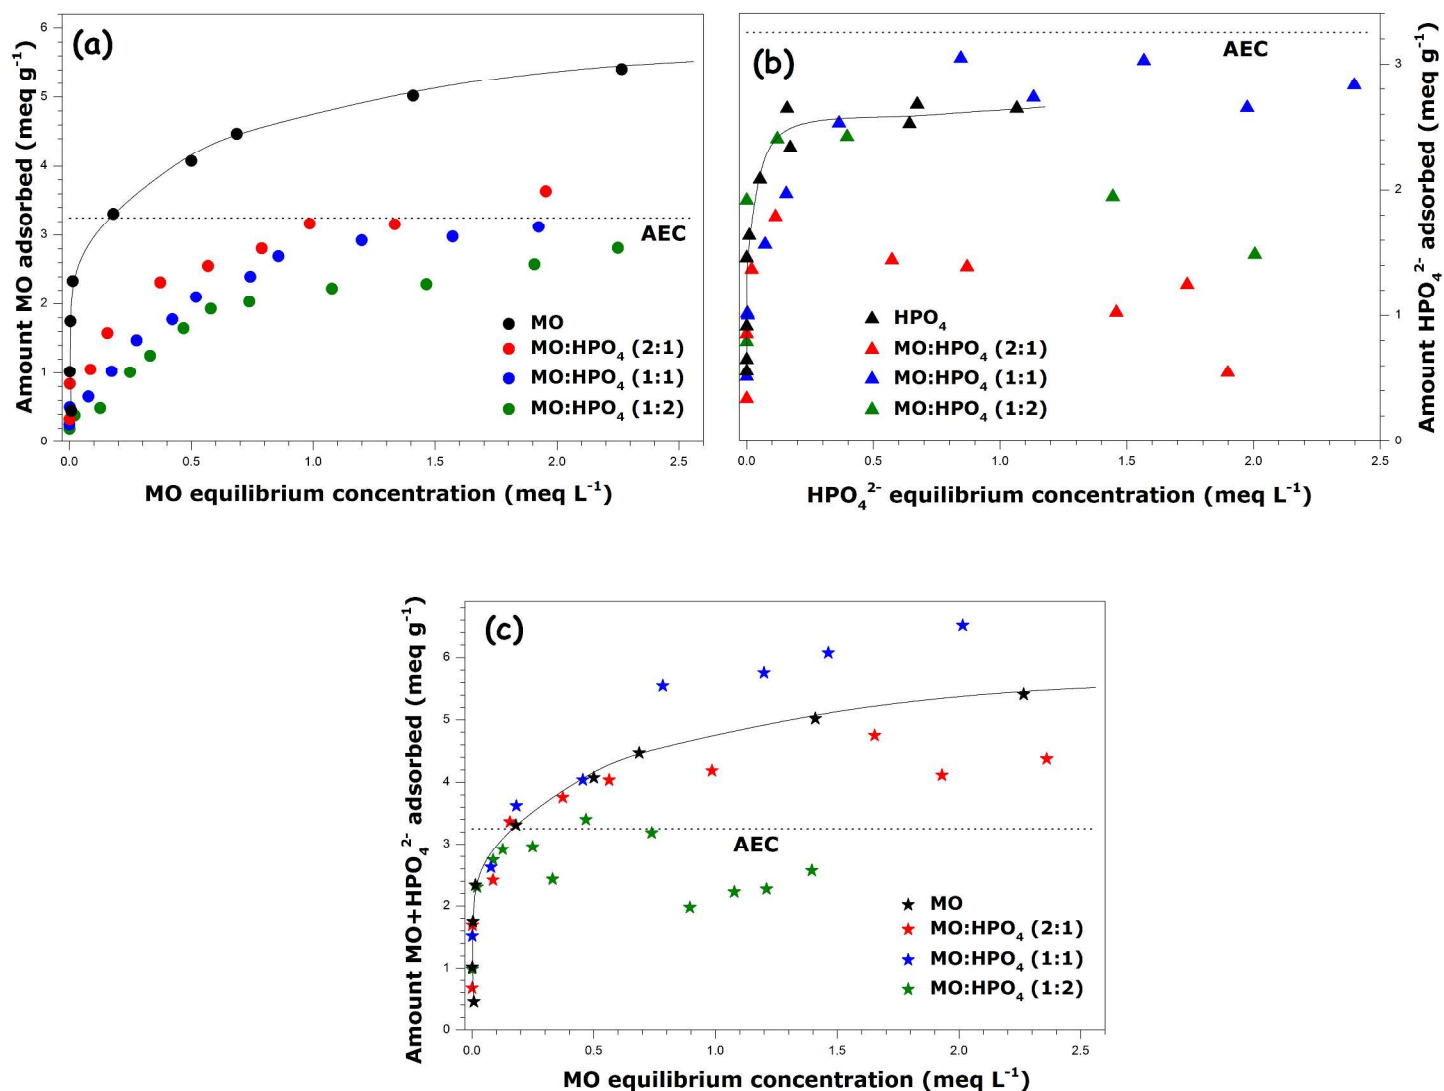 (a)
Amount MO adsorbed (meq g⁻¹)
6
5
4
3
2
1
0
AEC
MO
MO:HPO₄ (2:1)
MO:HPO₄ (1:1)
MO:HPO₄ (1:2)
0.0 0.5 1.0 1.5 2.0 2.5
MO equilibrium concentration (meq L⁻¹)
(b)
AEC
Amount HPO₄²⁻ adsorbed (meq g⁻¹)
3
2
1
0
HPO₄
MO:HPO₄ (2:1)
MO:HPO₄ (1:1)
MO:HPO₄ (1:2)
0.0 0.5 1.0 1.5 2.0 2.5
HPO₄²⁻ equilibrium concentration (meq L⁻¹)
(c)
Amount MO+HPO₄²⁻ adsorbed (meq g⁻¹)
6
5
4
3
2
1
0
AEC
MO
MO:HPO₄ (2:1)
MO:HPO₄ (1:1)
MO:HPO₄ (1:2)
0.0 0.5 1.0 1.5 2.0 2.5
MO equilibrium concentration (meq L⁻¹)